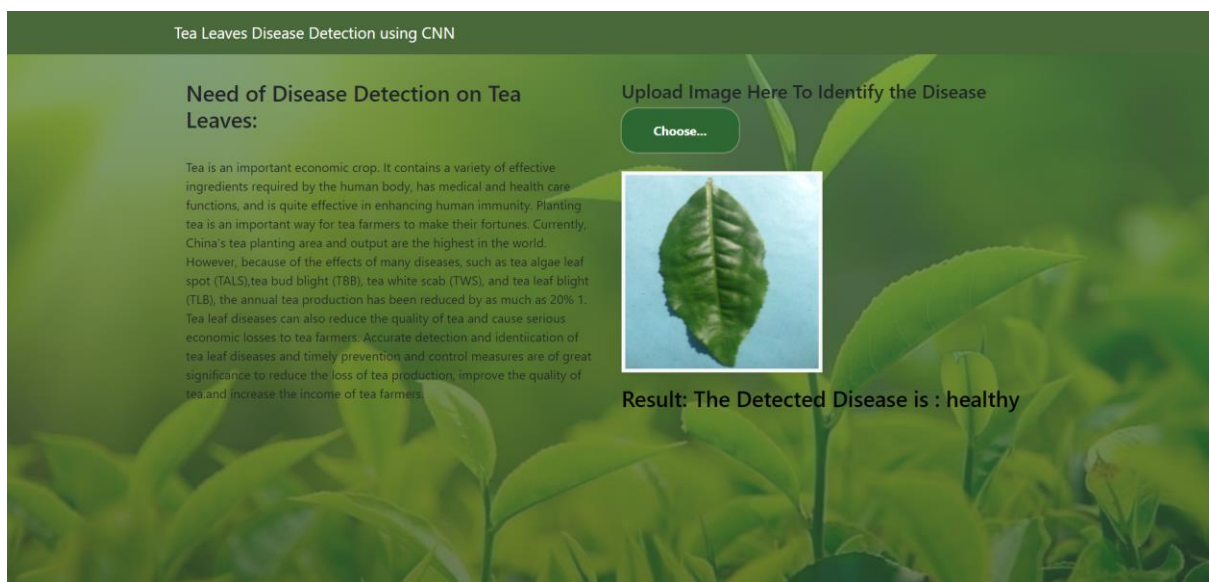 Tea Leaves Disease Detection using CNN
Need of Disease Detection on Tea
Leaves:
Tea is an important economic crop. It contains a variety of effective
ingredients required by the human body, has medical and health care
functions, and is quite effective in enhancing human immunity. Planting
tea is an important way for tea farmers to make their fortunes. Currently,
China's tea planting area and output are the highest in the world.
However, because of the effects of many diseases, such as tea algae leaf
spot (TALS),tea bud blight (TBB), tea white scab (TWS), and tea leaf blight
(TLB), the annual tea production has been reduced by as much as 20% 1.
Tea leaf diseases can also reduce the quality of tea and cause serious
economic losses to tea farmers. Accurate detection and identiication of
tea leaf diseases and timely prevention and control measures are of great
significance to reduce the loss of tea production, improve the quality of
tea,and increase the income of tea farmers.
Upload Image Here To Identify the Disease
Choose...
Result: The Detected Disease is : healthy